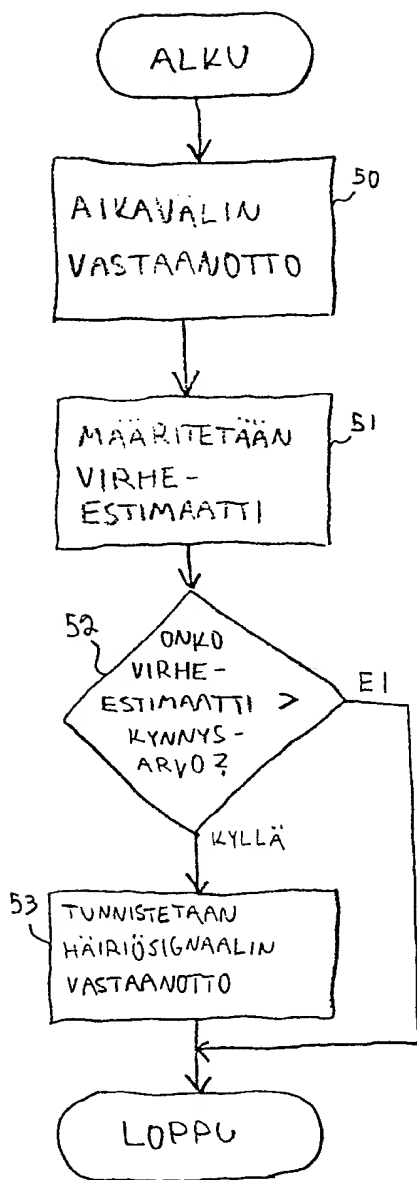 ALKU
50
AIKAVÄLIN
VASTAANOTTO
51
MÄÄRITETÄÄN
VIRHE-
ESTIMAATTI
52
ONKO
VIRHE-
ESTIMAATTI >
KYNNYS-
ARVO?
EI
KYLLÄ
53
TUNNISTETAAN
HÄIRIÖSIGNAALIN
VASTAANOTTO
LOPPU